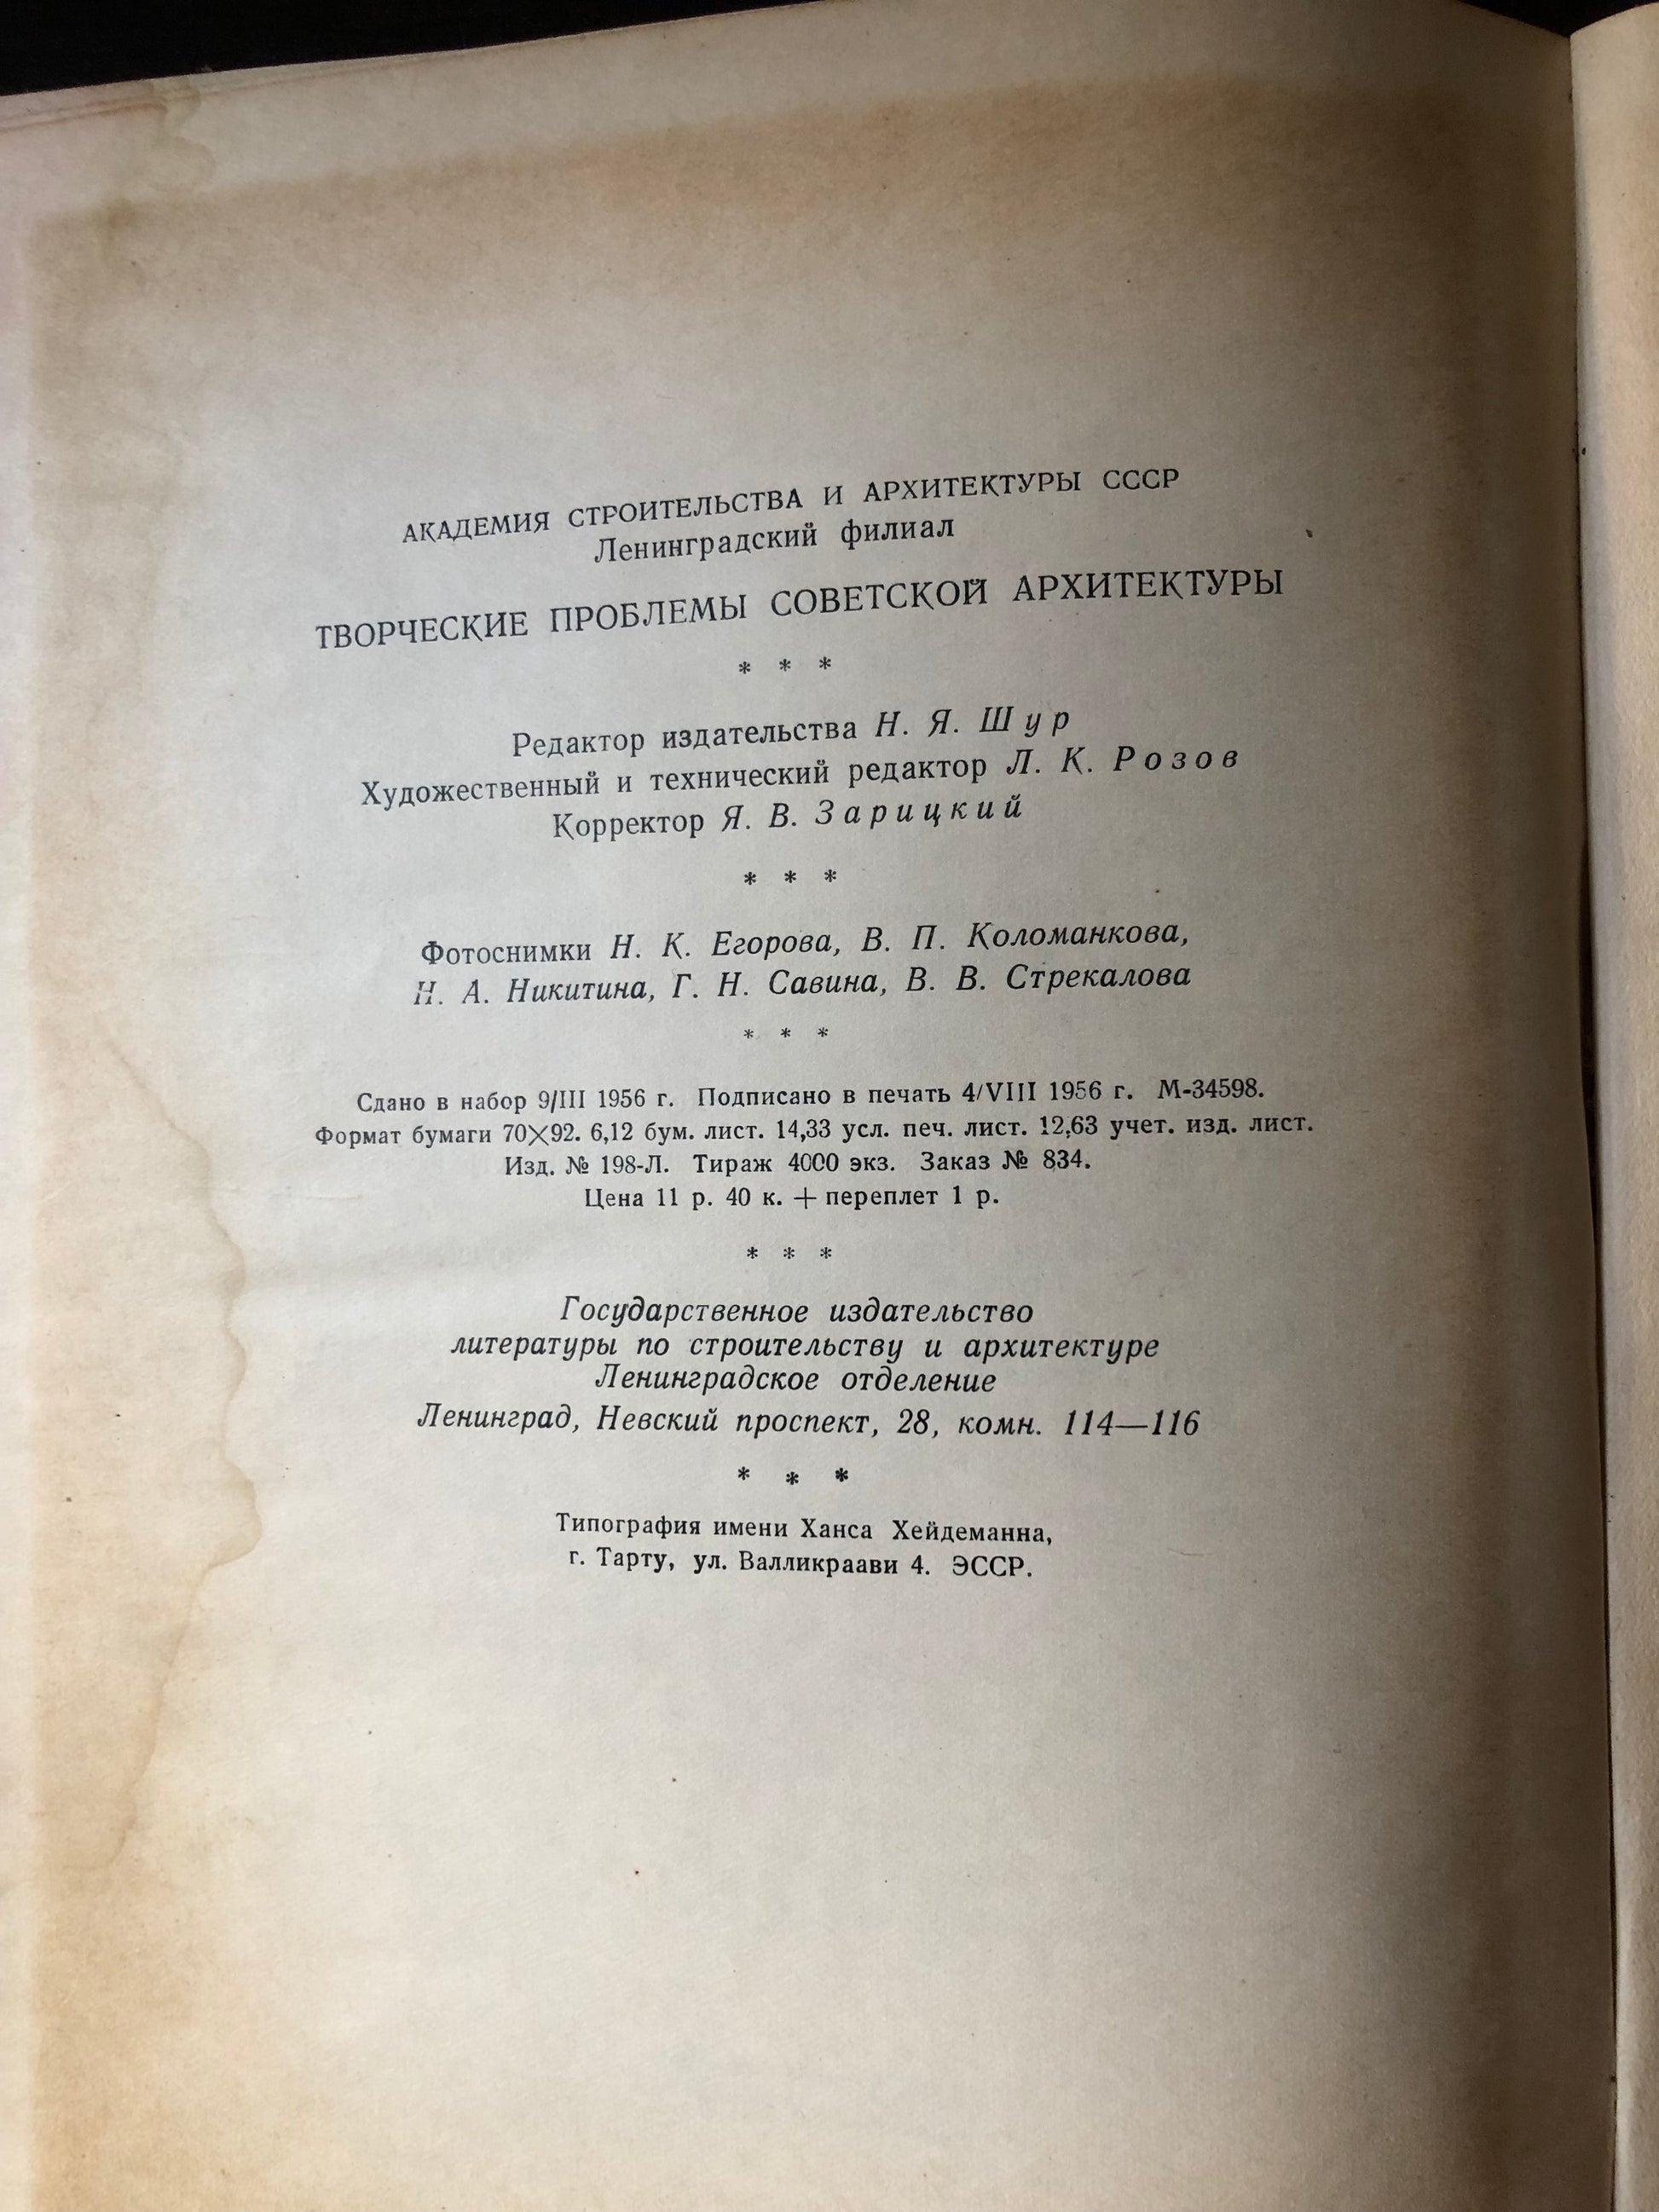 АКАДЕМИЯ СТРОИТЕЛЬСТВА И АРХИТЕКТУРЫ СССР
Ленинградский филиал
ТВОРЧЕСКИЕ ПРОБЛЕМЫ СОВЕТСКОЙ АРХИТЕКТУРЫ
* * *
Редактор издательства Н. Я. Шур
Художественный и технический редактор Л. К. Розов
Корректор Я. В. Зарицкий
* * *
Фотоснимки Н. К. Егорова, В. П. Коломанкова,
Н. А. Никитина, Г. Н. Савина, В. В. Стрекалова
* * *
Сдано в набор 9/III 1956 г. Подписано в печать 4/VIII 1956 г. М-34598.
Формат бумаги 70×92. 6,12 бум. лист. 14,33 усл. печ. лист. 12,63 учет. изд. лист.
Изд. № 198-Л. Тираж 4000 экз. Заказ № 834.
Цена 11 р. 40 к. + переплет 1 р.
* * *
Государственное издательство
литературы по строительству и архитектуре
Ленинградское отделение
Ленинград, Невский проспект, 28, комн. 114—116
* * *
Типография имени Ханса Хейдеманна,
г. Тарту, ул. Валликраави 4. ЭССР.